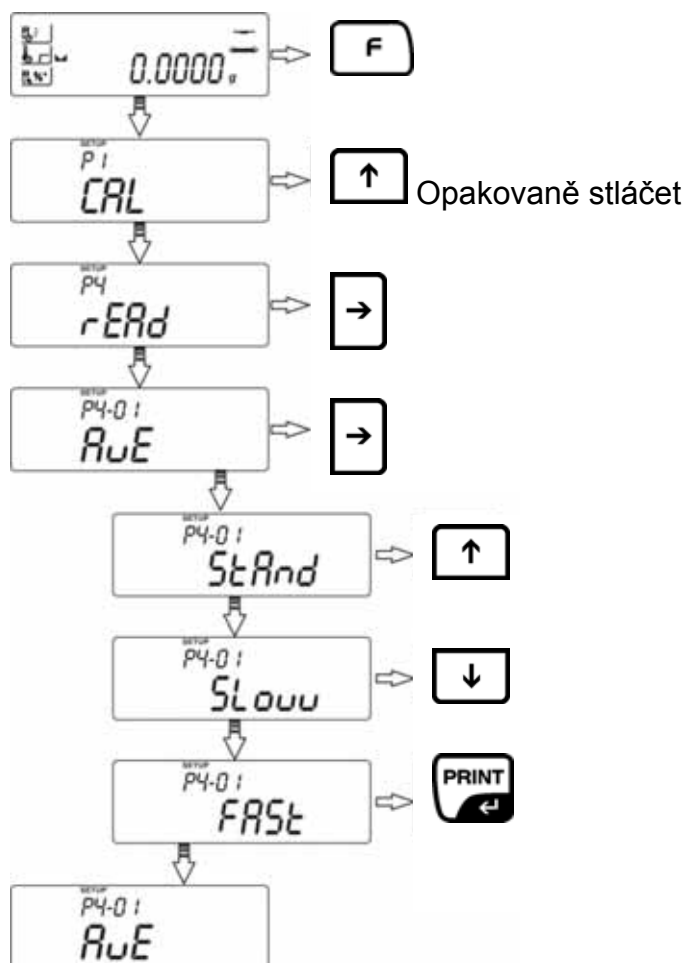 0.0000 g
F
SETUP
P1
CAL
↑ Opakovaně stláčet
SETUP
P4
rEAd
→
SETUP
P4-01
AvE
→
SETUP
P4-01
StAnd
↑
SETUP
P4-01
SLouu
↓
SETUP
P4-01
FASt
PRINT
SETUP
P4-01
AvE